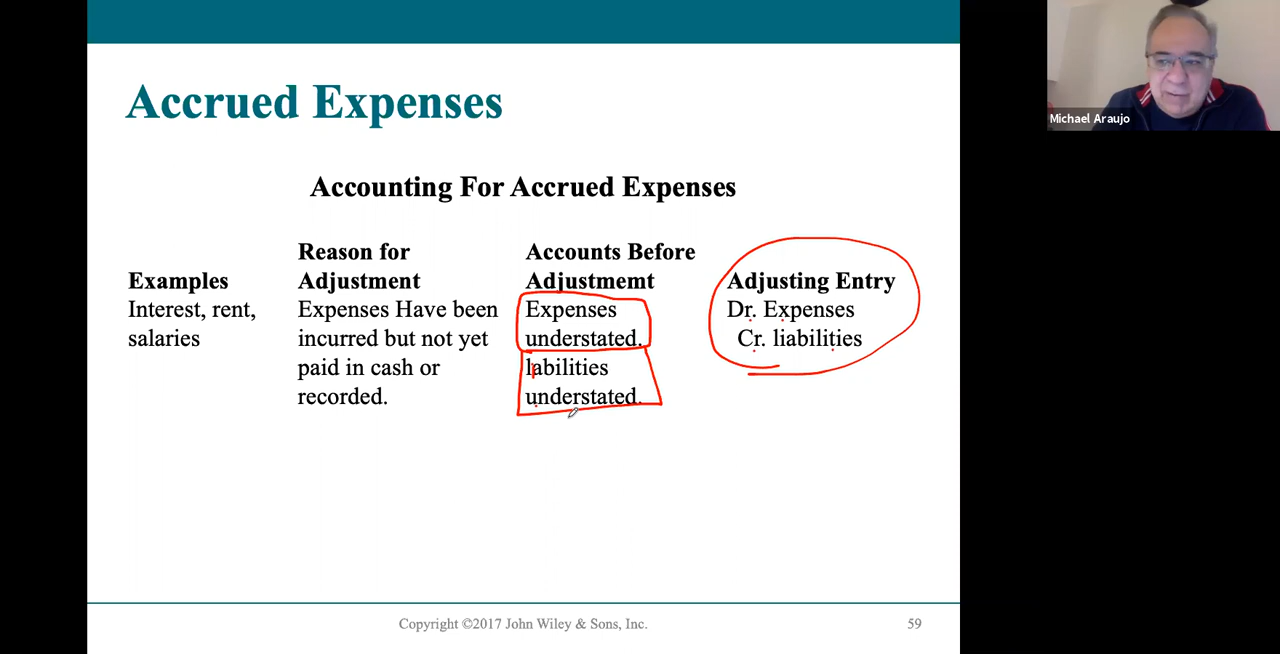 Accrued Expenses
Michael Araujo
Accounting For Accrued Expenses
Examples
Interest, rent,
salaries
Reason for
Adjustment
Expenses Have been
incurred but not yet
paid in cash or
recorded.
Accounts Before
Adjustmemt
Expenses
understated.
labilities
understated.
Adjusting Entry
Dr. Expenses
Cr. liabilities
Copyright ©2017 John Wiley & Sons, Inc.
59